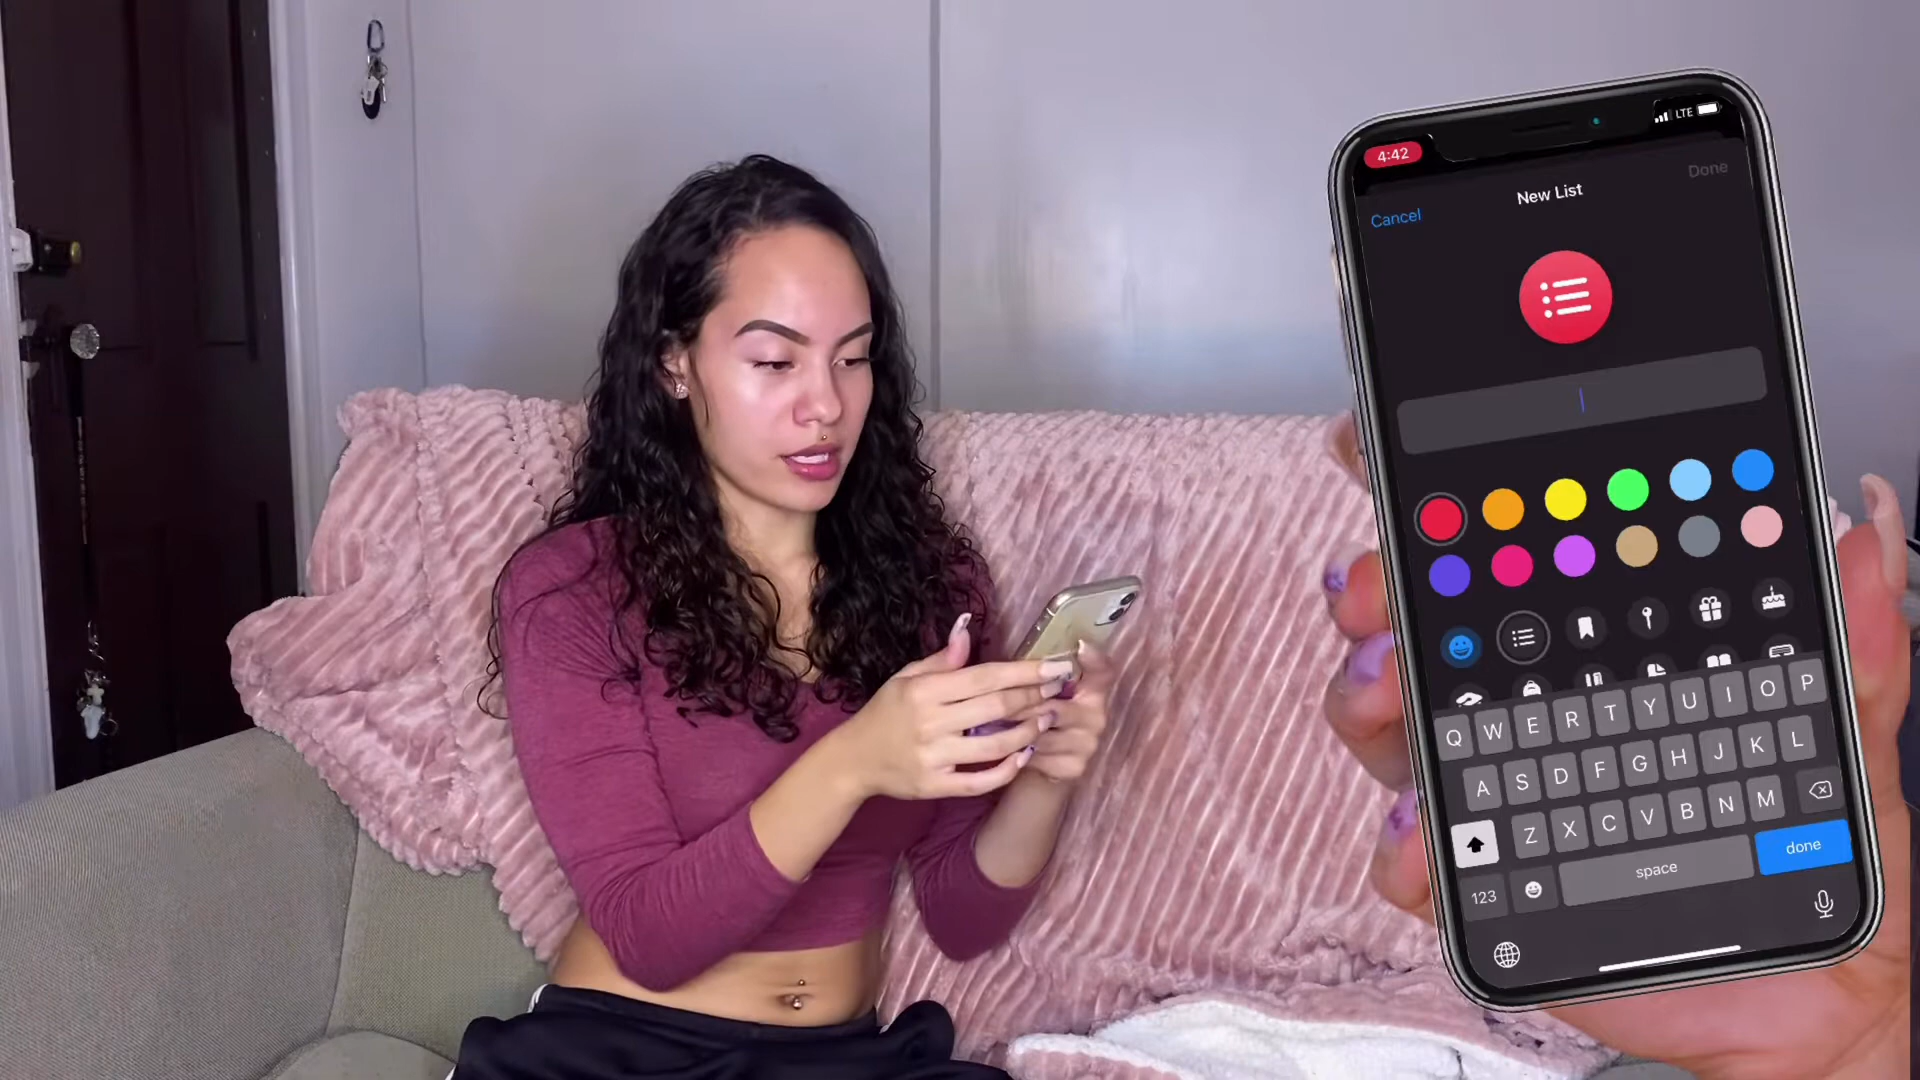 4:42
LTE
Done
New List
Cancel
Q W E R T Y U I O P
A S D F G H J K L
Z X C V B N M
123
space
done